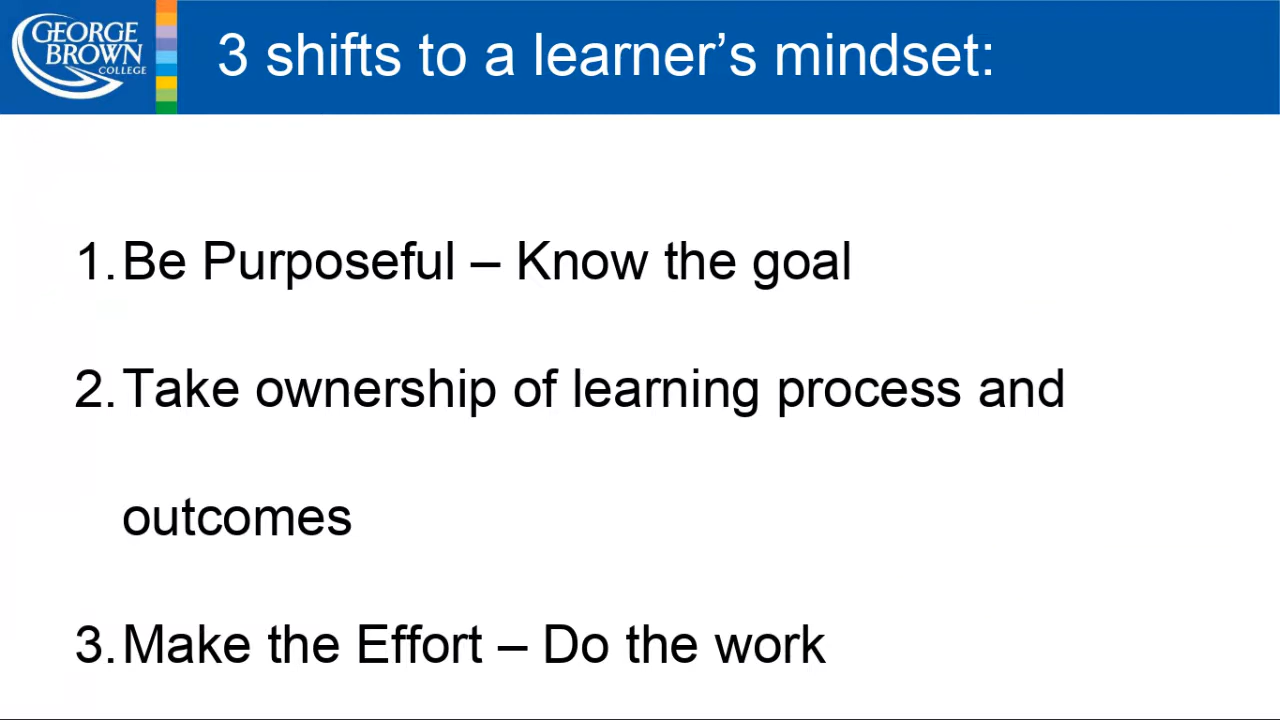 GEORGE
BROWN
COLLEGE
3 shifts to a learner’s mindset:
1. Be Purposeful – Know the goal
2. Take ownership of learning process and
outcomes
3. Make the Effort – Do the work